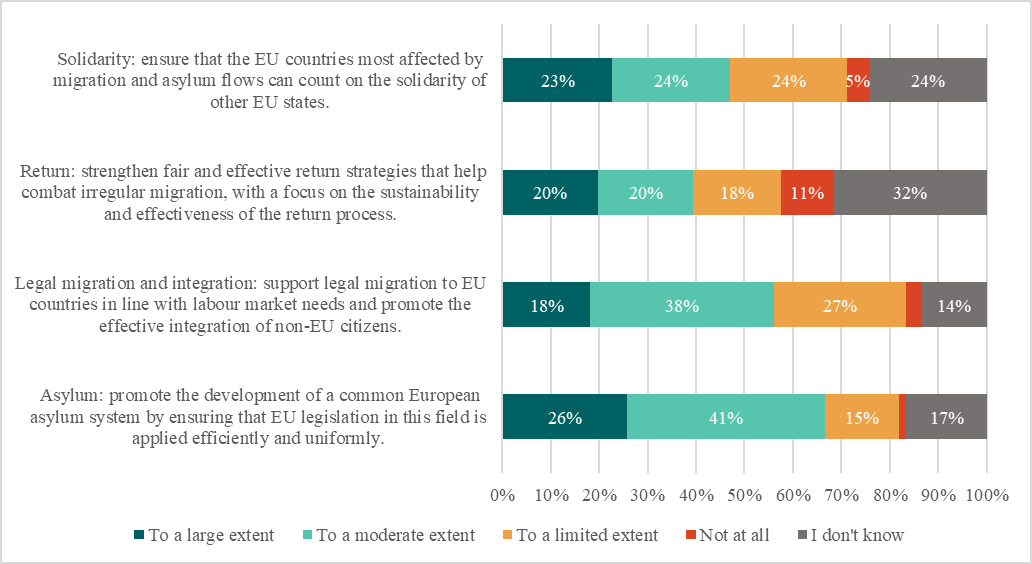 Solidarity: ensure that the EU countries most affected by
migration and asylum flows can count on the solidarity of
other EU states.
23% 24% 24% 5% 24%
Return: strengthen fair and effective return strategies that help
combat irregular migration, with a focus on the sustainability
and effectiveness of the return process.
20% 20% 18% 11% 32%
Legal migration and integration: support legal migration to EU
countries in line with labour market needs and promote the
effective integration of non-EU citizens.
18% 38% 27% 14%
Asylum: promote the development of a common European
asylum system by ensuring that EU legislation in this field is
applied efficiently and uniformly.
26% 41% 15% 17%
0% 10% 20% 30% 40% 50% 60% 70% 80% 90% 100%
To a large extent To a moderate extent To a limited extent Not at all I don't know